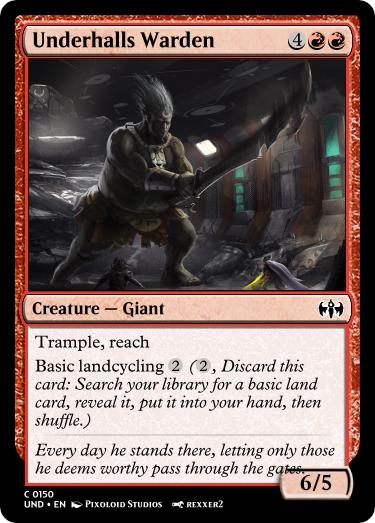 Underhalls Warden 4
Creature — Giant
Trample, reach
Basic landcycling 2 (2, Discard this
card: Search your library for a basic land
card, reveal it, put it into your hand, then
shuffle.)
Every day he stands there, letting only those
he deems worthy pass through the gates.
6/5
C 0150
UND • EN Pixoloid Studios rexxer2